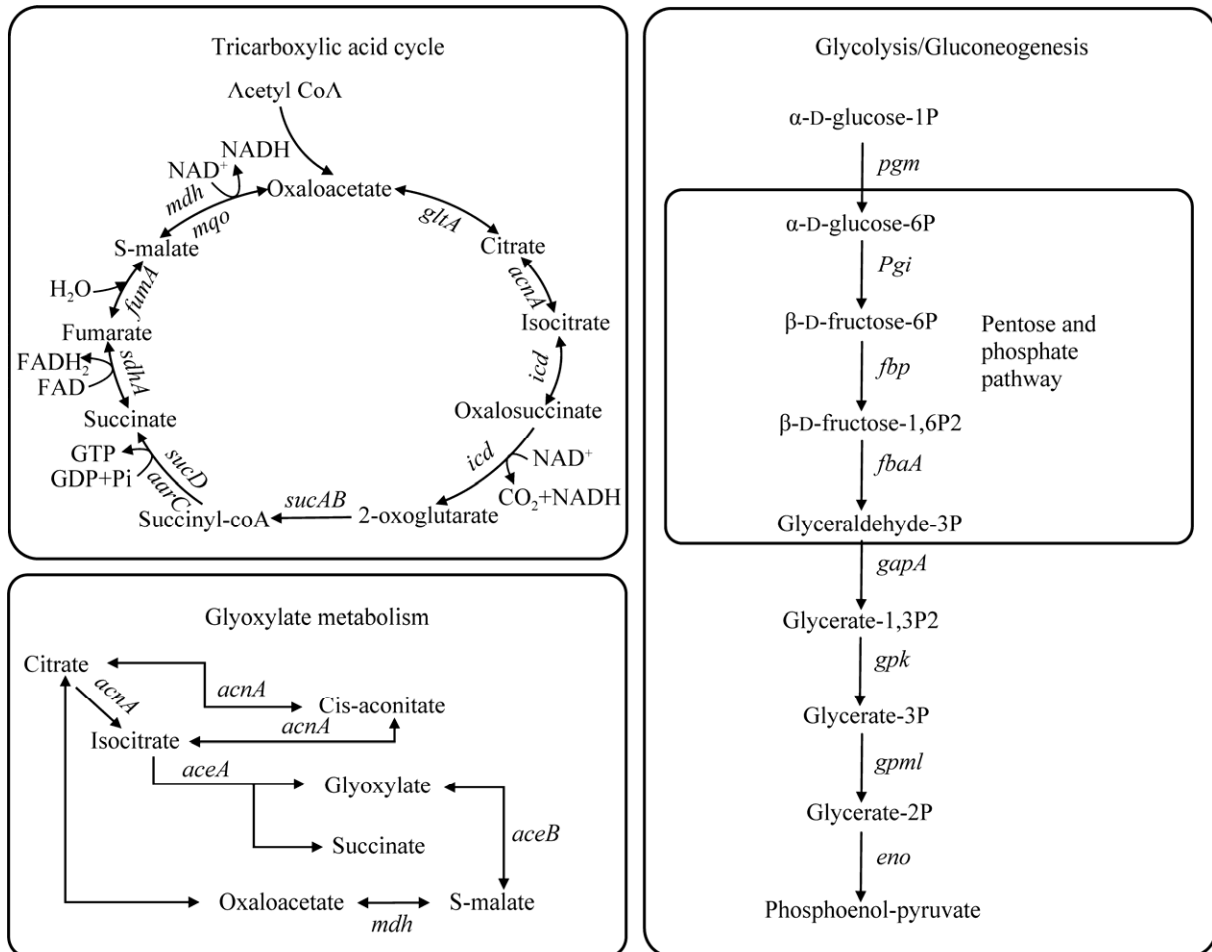 Tricarboxylic acid cycle
Acetyl CoA
NADH
NAD⁺
mdh
mqo
Oxaloacetate
gltA
S-malate
Citrate
acnA
H₂O
fumA
Isocitrate
Fumarate
icd
FADH₂
FAD
sdhA
Succinate
Oxalosuccinate
GTP
GDP+Pi
sucD
aarC
icd
NAD⁺
CO₂+NADH
Succinyl-coA
sucAB
2-oxoglutarate
Glyoxylate metabolism
Citrate
acnA
acnA
Cis-aconitate
Isocitrate
acnA
aceA
Glyoxylate
aceB
Succinate
Oxaloacetate
mdh
S-malate
Glycolysis/Gluconeogenesis
α-D-glucose-1P
pgm
α-D-glucose-6P
Pgi
β-D-fructose-6P
Pentose and
phosphate
pathway
fbp
β-D-fructose-1,6P2
fbaA
Glyceraldehyde-3P
gapA
Glycerate-1,3P2
gpk
Glycerate-3P
gpml
Glycerate-2P
eno
Phosphoenol-pyruvate